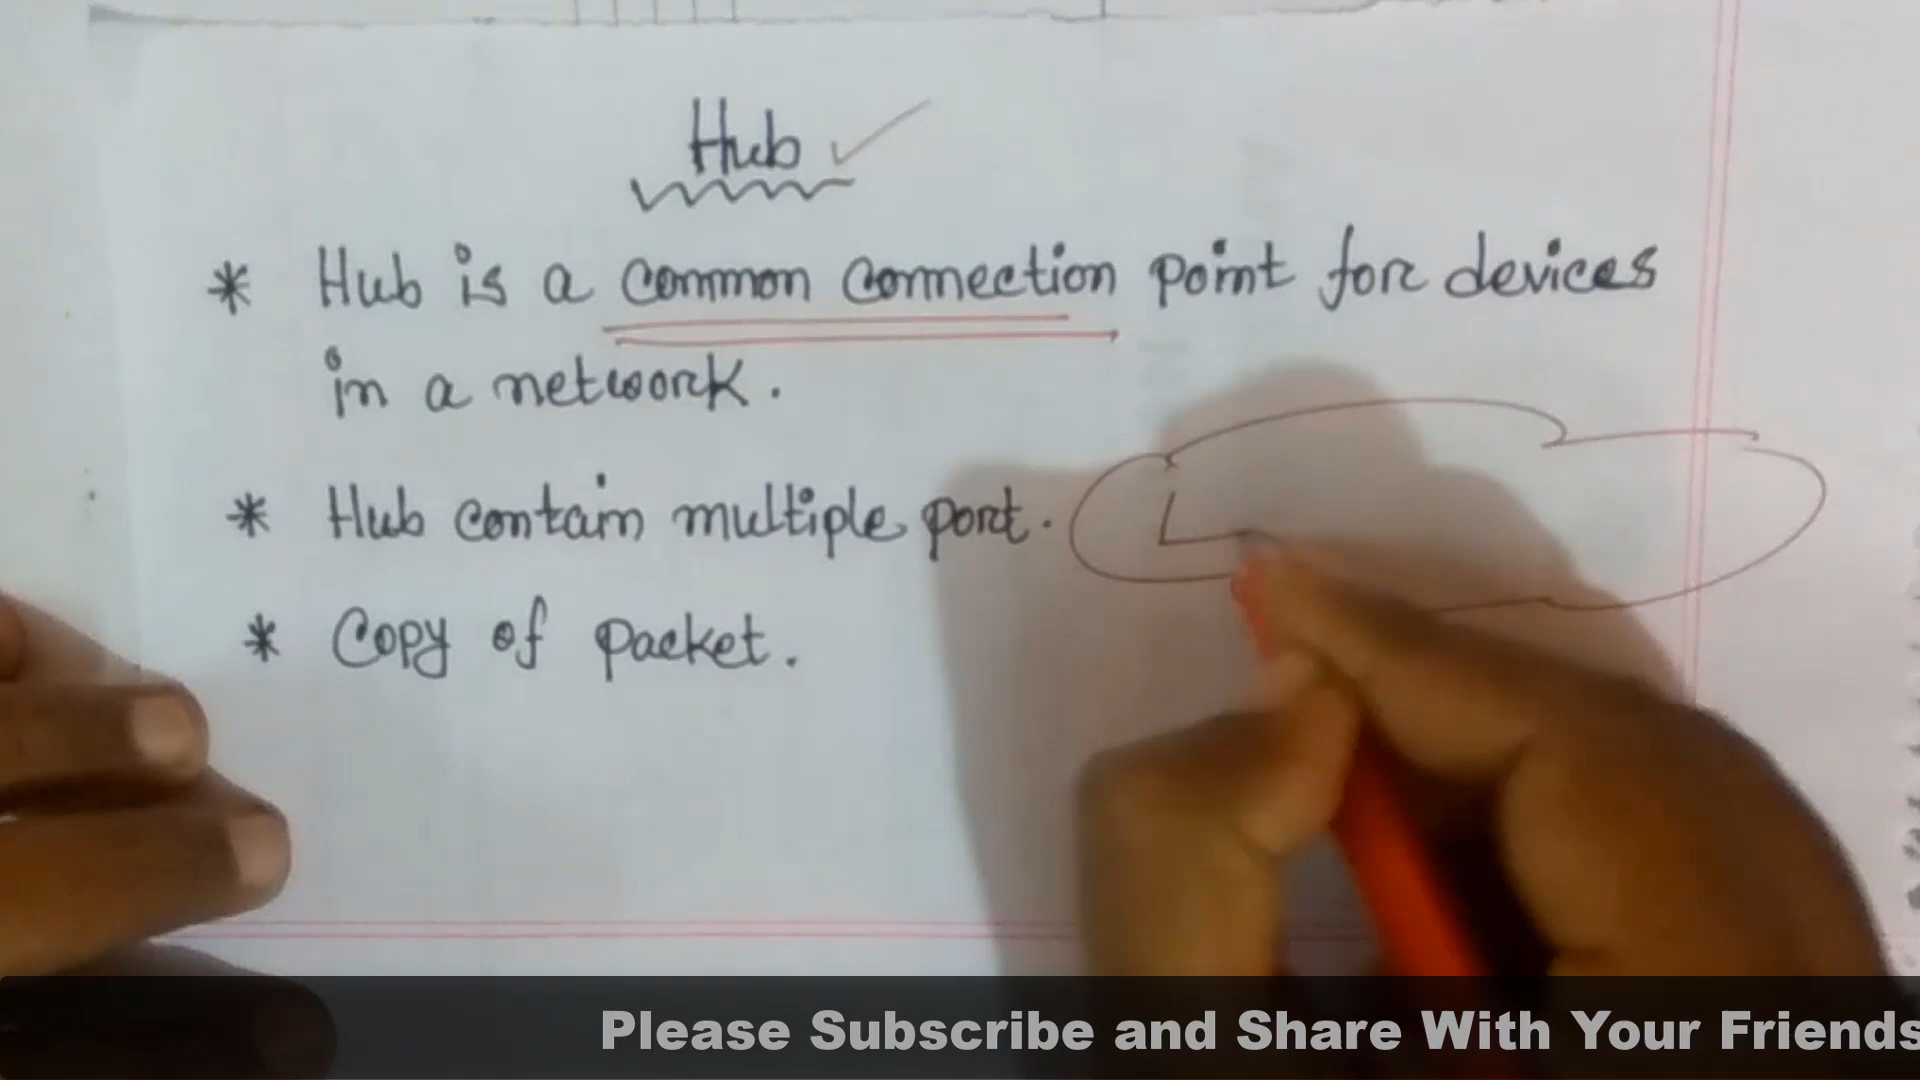 Hub
* Hub is a common connection point for devices
in a network.
* Hub contain multiple port.
* Copy of packet.
L
Please Subscribe and Share With Your Friends